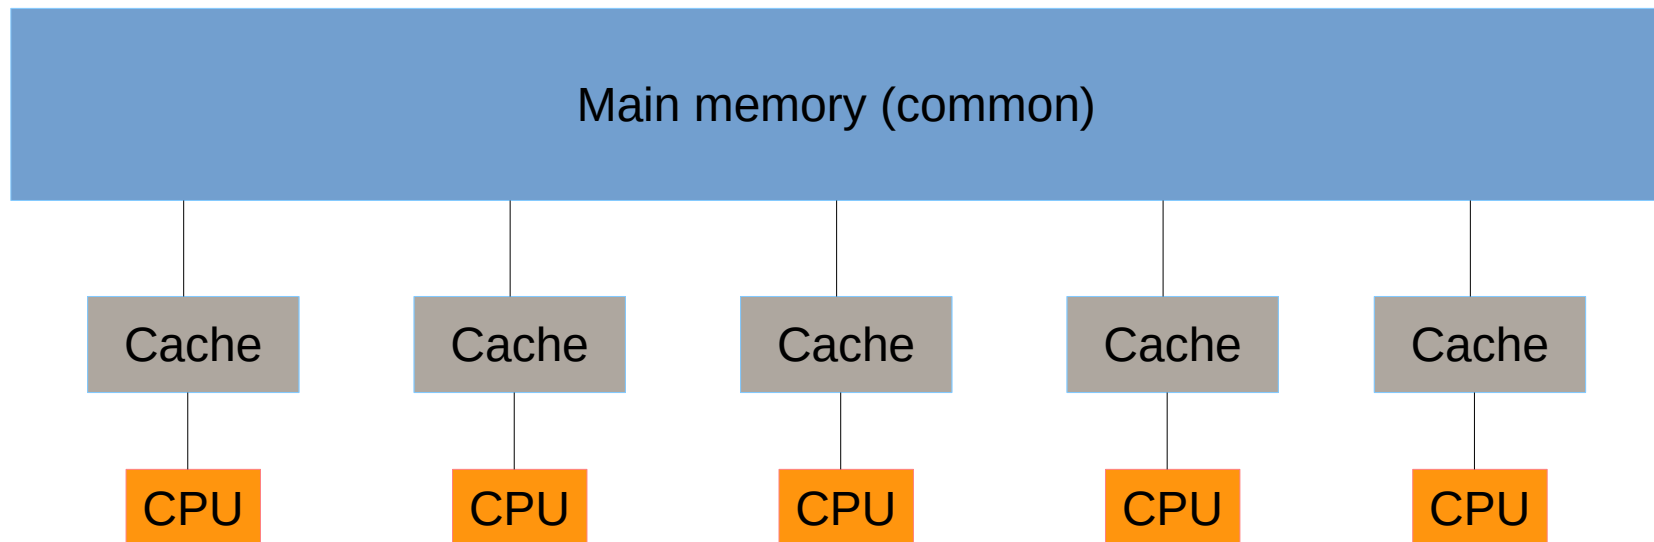 Main memory (common)
Cache
Cache
Cache
Cache
Cache
CPU
CPU
CPU
CPU
CPU